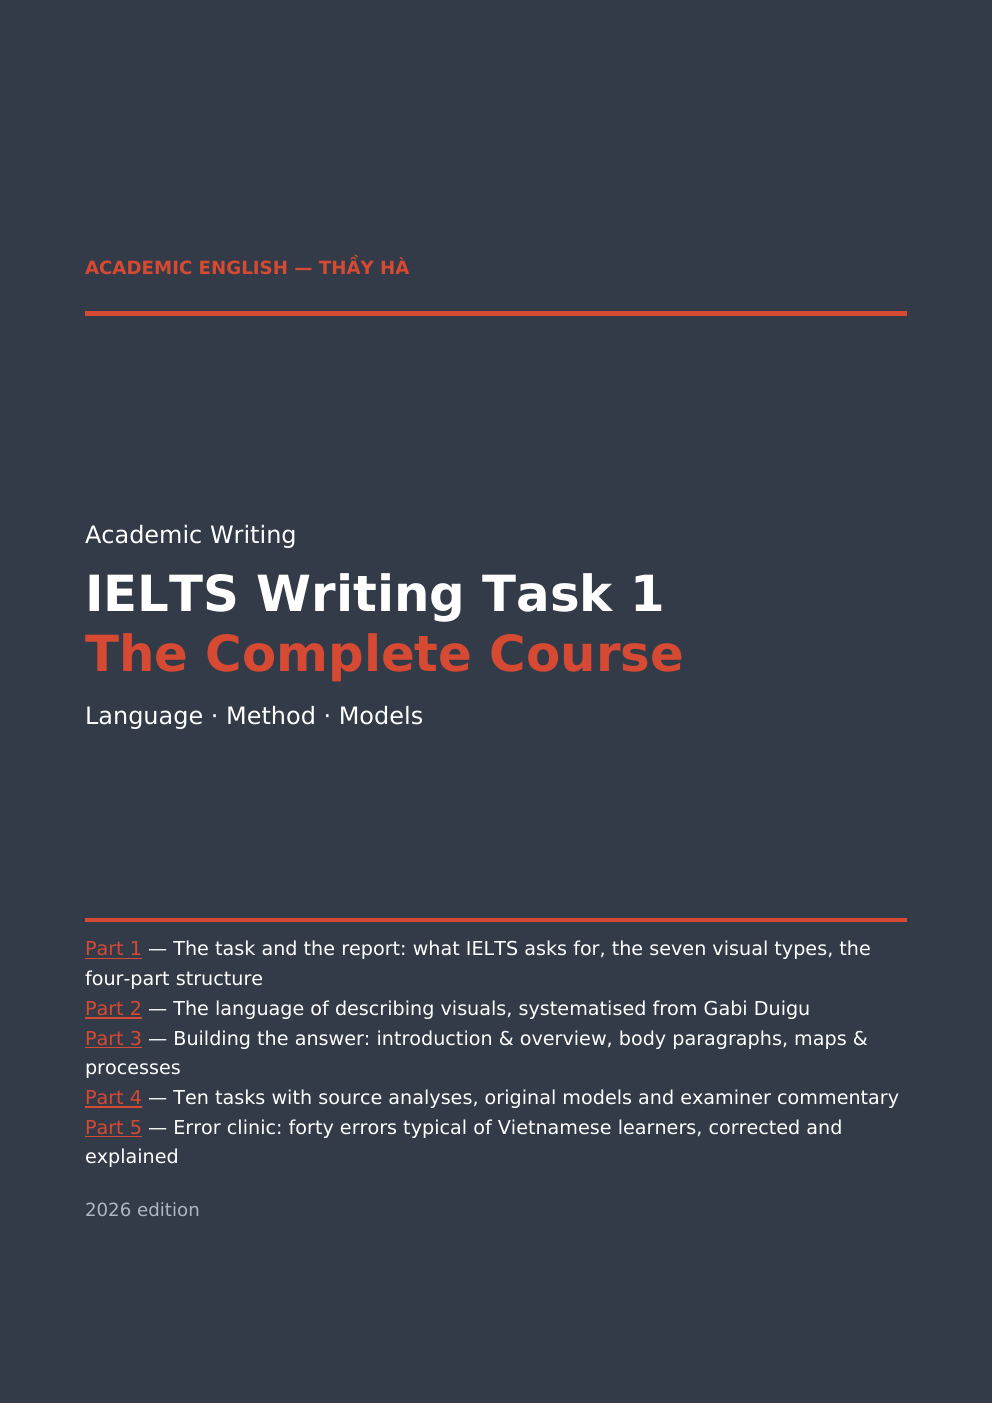 ACADEMIC ENGLISH — THẦY HÀ
Academic Writing
IELTS Writing Task 1
The Complete Course
Language · Method · Models
Part 1 — The task and the report: what IELTS asks for, the seven visual types, the
four-part structure
Part 2 — The language of describing visuals, systematised from Gabi Duigu
Part 3 — Building the answer: introduction & overview, body paragraphs, maps &
processes
Part 4 — Ten tasks with source analyses, original models and examiner commentary
Part 5 — Error clinic: forty errors typical of Vietnamese learners, corrected and
explained
2026 edition